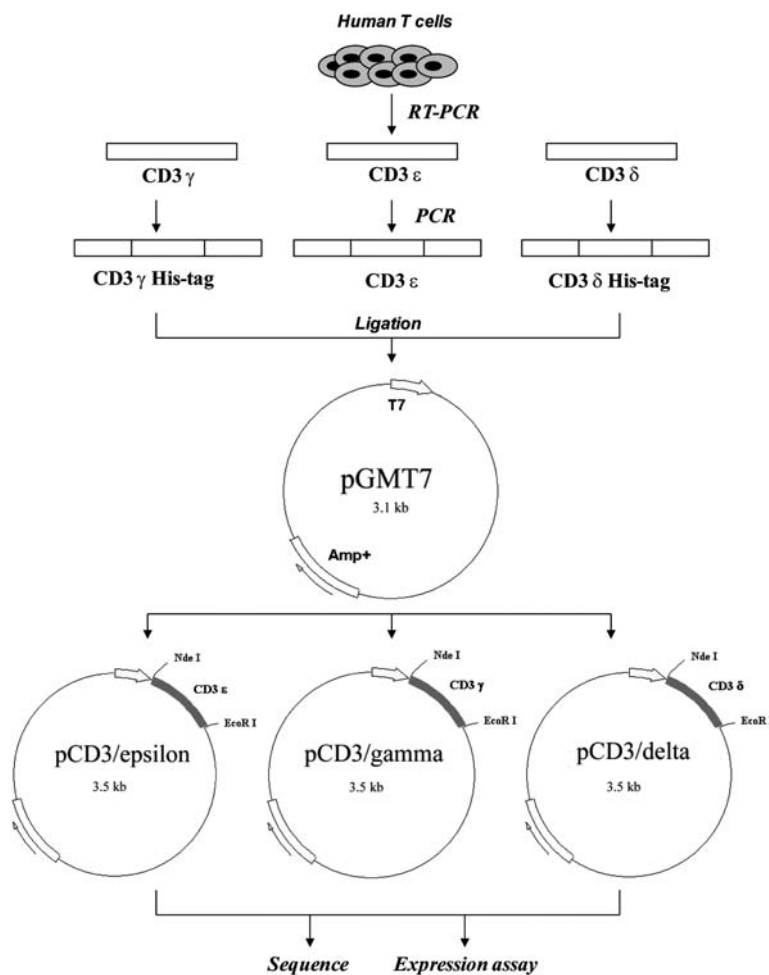 Human T cells
RT-PCR
CD3 γ
CD3 ε
CD3 δ
PCR
CD3 γ His-tag
CD3 ε
CD3 δ His-tag
Ligation
T7
pGMT7
3.1 kb
Amp+
Nde I
CD3 ε
EcoR I
pCD3/epsilon
3.5 kb
Nde I
CD3 γ
EcoR I
pCD3/gamma
3.5 kb
Nde I
CD3 δ
EcoR I
pCD3/delta
3.5 kb
Sequence
Expression assay